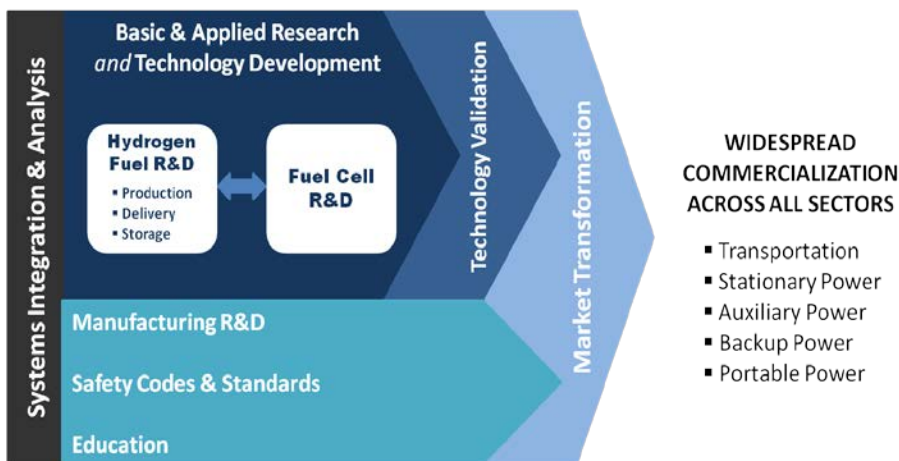 Systems Integration & Analysis
Basic & Applied Research
and Technology Development
Hydrogen
Fuel R&D
▪ Production
▪ Delivery
▪ Storage
Fuel Cell
R&D
Technology Validation
Market Transformation
Manufacturing R&D
Safety Codes & Standards
Education
WIDESPREAD
COMMERCIALIZATION
ACROSS ALL SECTORS
▪ Transportation
▪ Stationary Power
▪ Auxiliary Power
▪ Backup Power
▪ Portable Power